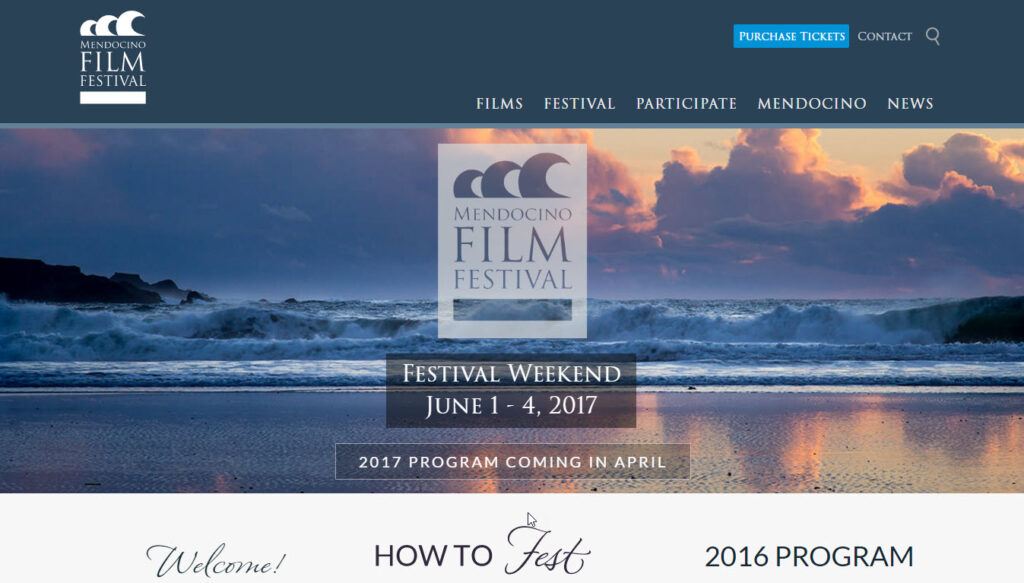 MENDOCINO
FILM
FESTIVAL
PURCHASE TICKETS CONTACT
FILMS FESTIVAL PARTICIPATE MENDOCINO NEWS
MENDOCINO
FILM
FESTIVAL
FESTIVAL WEEKEND
JUNE 1 - 4, 2017
2017 PROGRAM COMING IN APRIL
Welcome!
HOW TO Fest
2016 PROGRAM